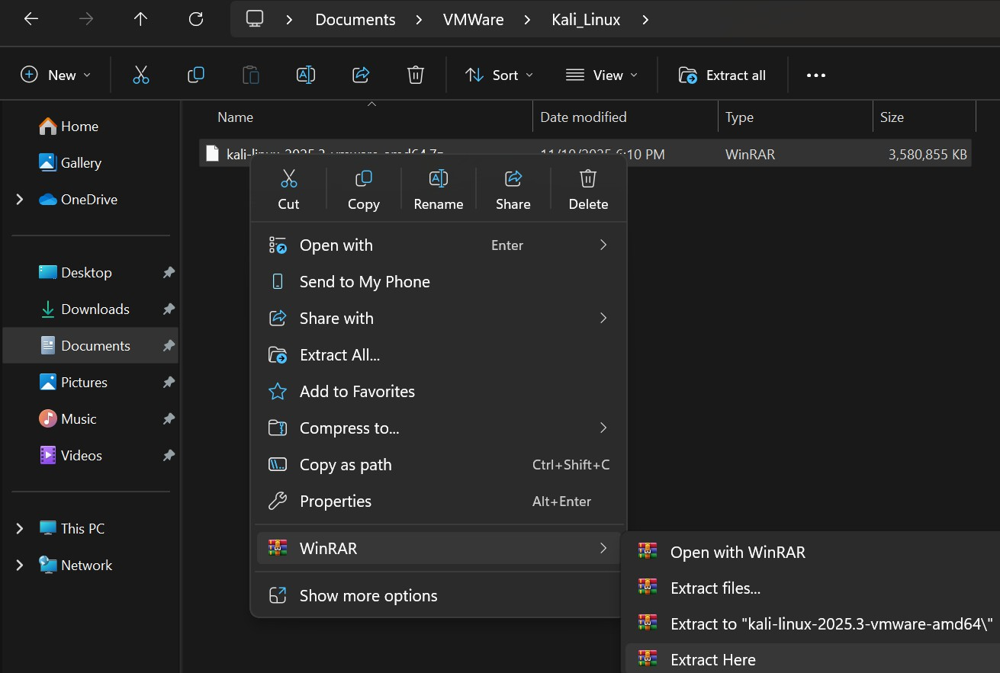 Documents > VMWare > Kali_Linux >
New Sort View Extract all
Name Date modified Type Size
kali-linux-2025.3-vmware-amd64.7z 11/10/2025 6:10 PM WinRAR 3,580,855 KB
Home
Gallery
OneDrive
Desktop
Downloads
Documents
Pictures
Music
Videos
This PC
Network
Cut Copy Rename Share Delete
Open with Enter
Send to My Phone
Share with
Extract All...
Add to Favorites
Compress to...
Copy as path Ctrl+Shift+C
Properties Alt+Enter
WinRAR
Show more options
Open with WinRAR
Extract files...
Extract to "kali-linux-2025.3-vmware-amd64\"
Extract Here